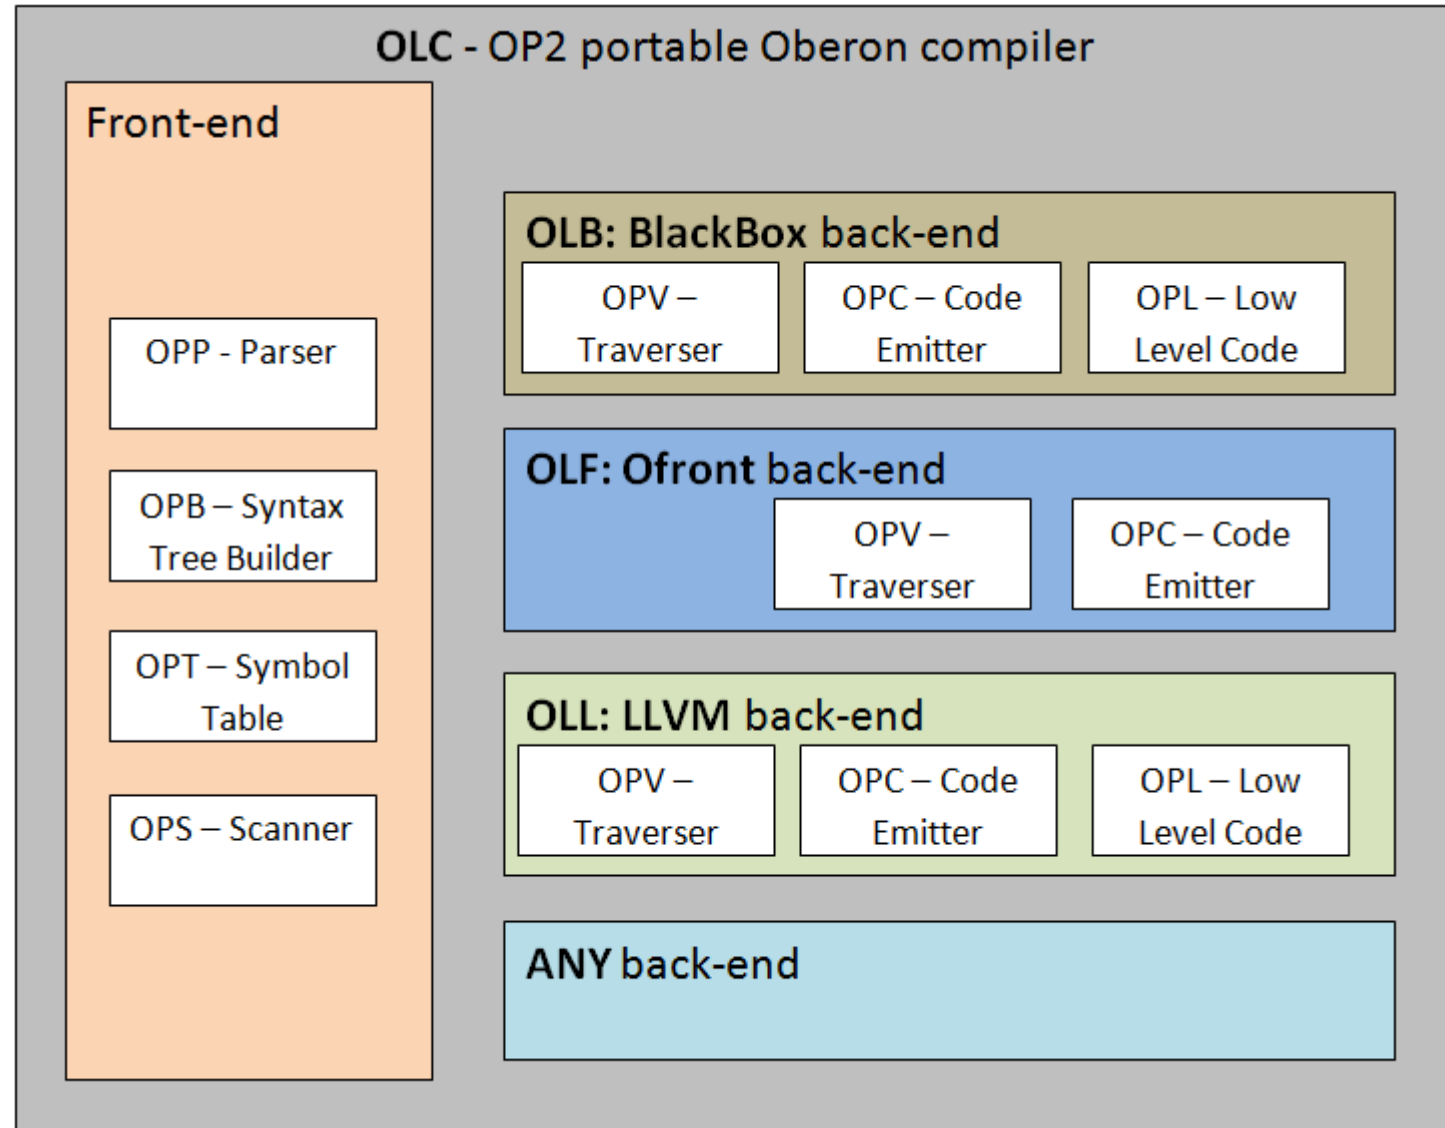 OLC - OP2 portable Oberon compiler
Front-end
OPP - Parser
OPB – Syntax
Tree Builder
OPT – Symbol
Table
OPS – Scanner
OLB: BlackBox back-end
OPV –
Traverser
OPC – Code
Emitter
OPL – Low
Level Code
OLF: Ofront back-end
OPV –
Traverser
OPC – Code
Emitter
OLL: LLVM back-end
OPV –
Traverser
OPC – Code
Emitter
OPL – Low
Level Code
ANY back-end